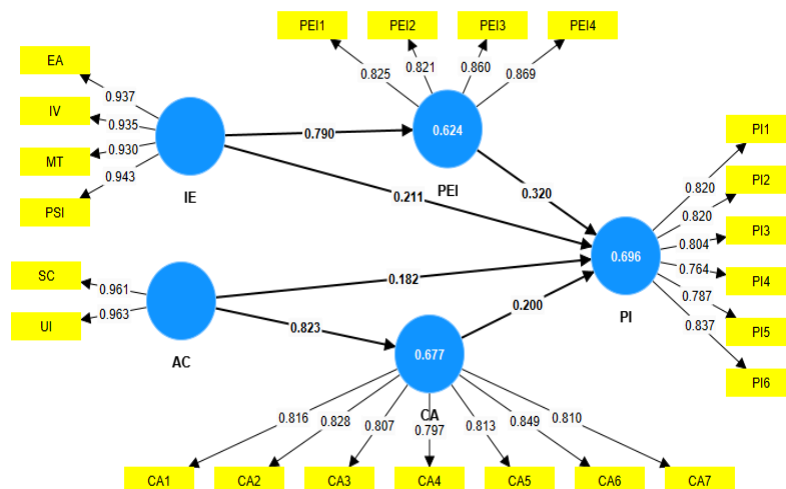 PEI1 PEI2 PEI3 PEI4
0.825 0.821 0.860 0.869
EA
IV
MT
PSI
0.937
0.935
0.930
0.943
IE
0.790
0.624
PEI
0.211
0.320
PI1
PI2
PI3
PI4
PI5
PI6
0.820
0.820
0.804
0.764
0.787
0.837
0.696
PI
SC
UI
0.961
0.963
AC
0.182
0.823
0.200
0.677
CA
0.816 0.828 0.807 0.797 0.813 0.849 0.810
CA1 CA2 CA3 CA4 CA5 CA6 CA7